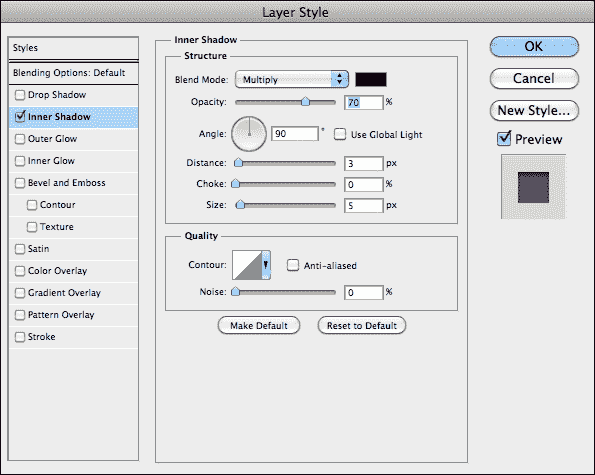 Layer Style
Styles
Blending Options: Default
Drop Shadow
Inner Shadow
Outer Glow
Inner Glow
Bevel and Emboss
Contour
Texture
Satin
Color Overlay
Gradient Overlay
Pattern Overlay
Stroke
Inner Shadow
Structure
Blend Mode: Multiply
Opacity: 70 %
Angle: 90 ° Use Global Light
Distance: 3 px
Choke: 0 %
Size: 5 px
Quality
Contour: Anti-aliased
Noise: 0 %
Make Default Reset to Default
OK
Cancel
New Style...
Preview